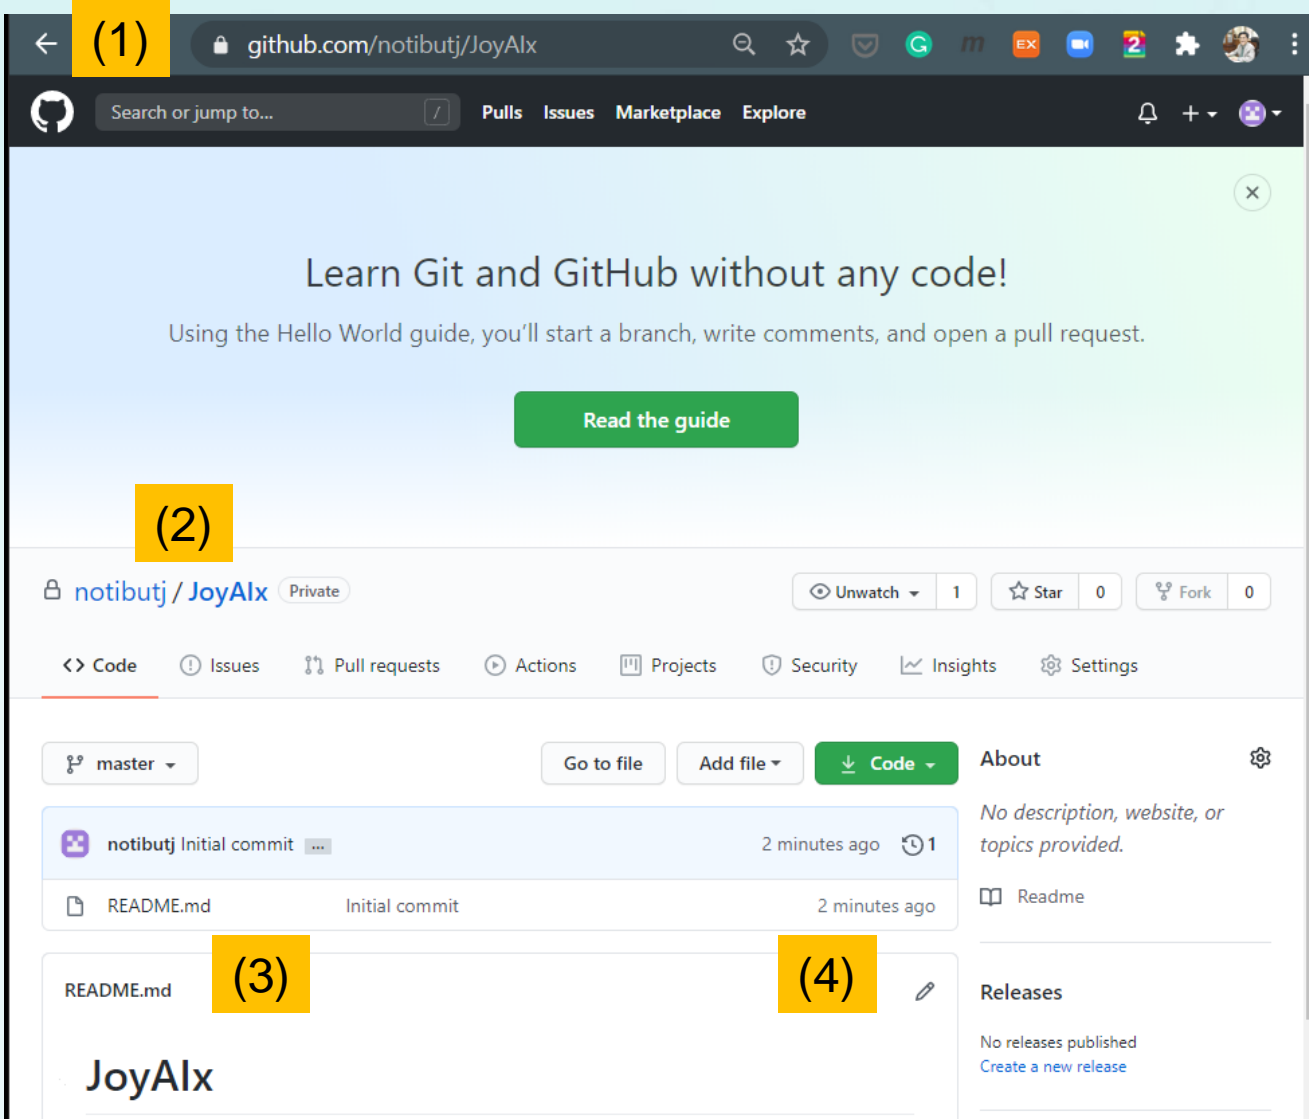 (1)
github.com/notibutj/JoyAIx
Search or jump to... /
Pulls Issues Marketplace Explore
Learn Git and GitHub without any code!
Using the Hello World guide, you'll start a branch, write comments, and open a pull request.
Read the guide
(2)
notibutj / JoyAIx Private
Unwatch 1 Star 0 Fork 0
Code Issues Pull requests Actions Projects Security Insights Settings
master Go to file Add file Code
notibutj Initial commit ... 2 minutes ago 1
README.md Initial commit 2 minutes ago
(3)
(4)
README.md
JoyAIx
About
No description, website, or
topics provided.
Readme
Releases
No releases published
Create a new release